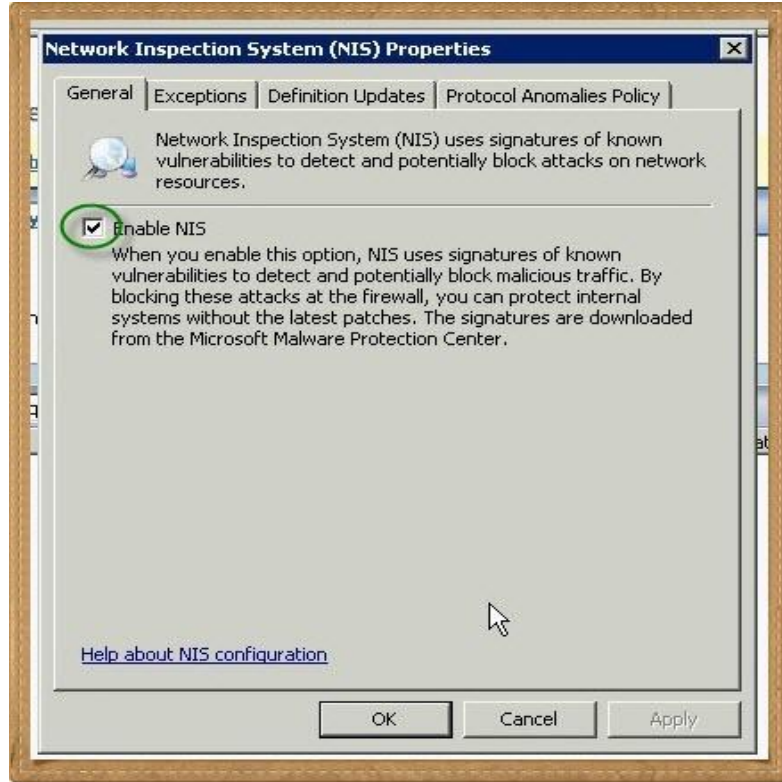 Network Inspection System (NIS) Properties
General Exceptions Definition Updates Protocol Anomalies Policy
Network Inspection System (NIS) uses signatures of known
vulnerabilities to detect and potentially block attacks on network
resources.
Enable NIS
When you enable this option, NIS uses signatures of known
vulnerabilities to detect and potentially block malicious traffic. By
blocking these attacks at the firewall, you can protect internal
systems without the latest patches. The signatures are downloaded
from the Microsoft Malware Protection Center.
Help about NIS configuration
OK Cancel Apply